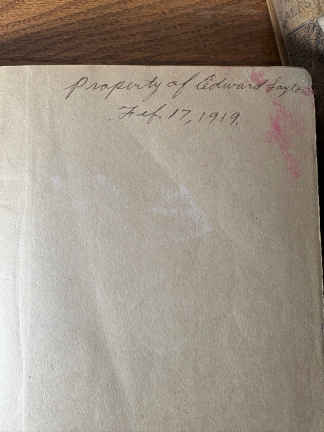 Property of Edward
Feb. 17, 1919.